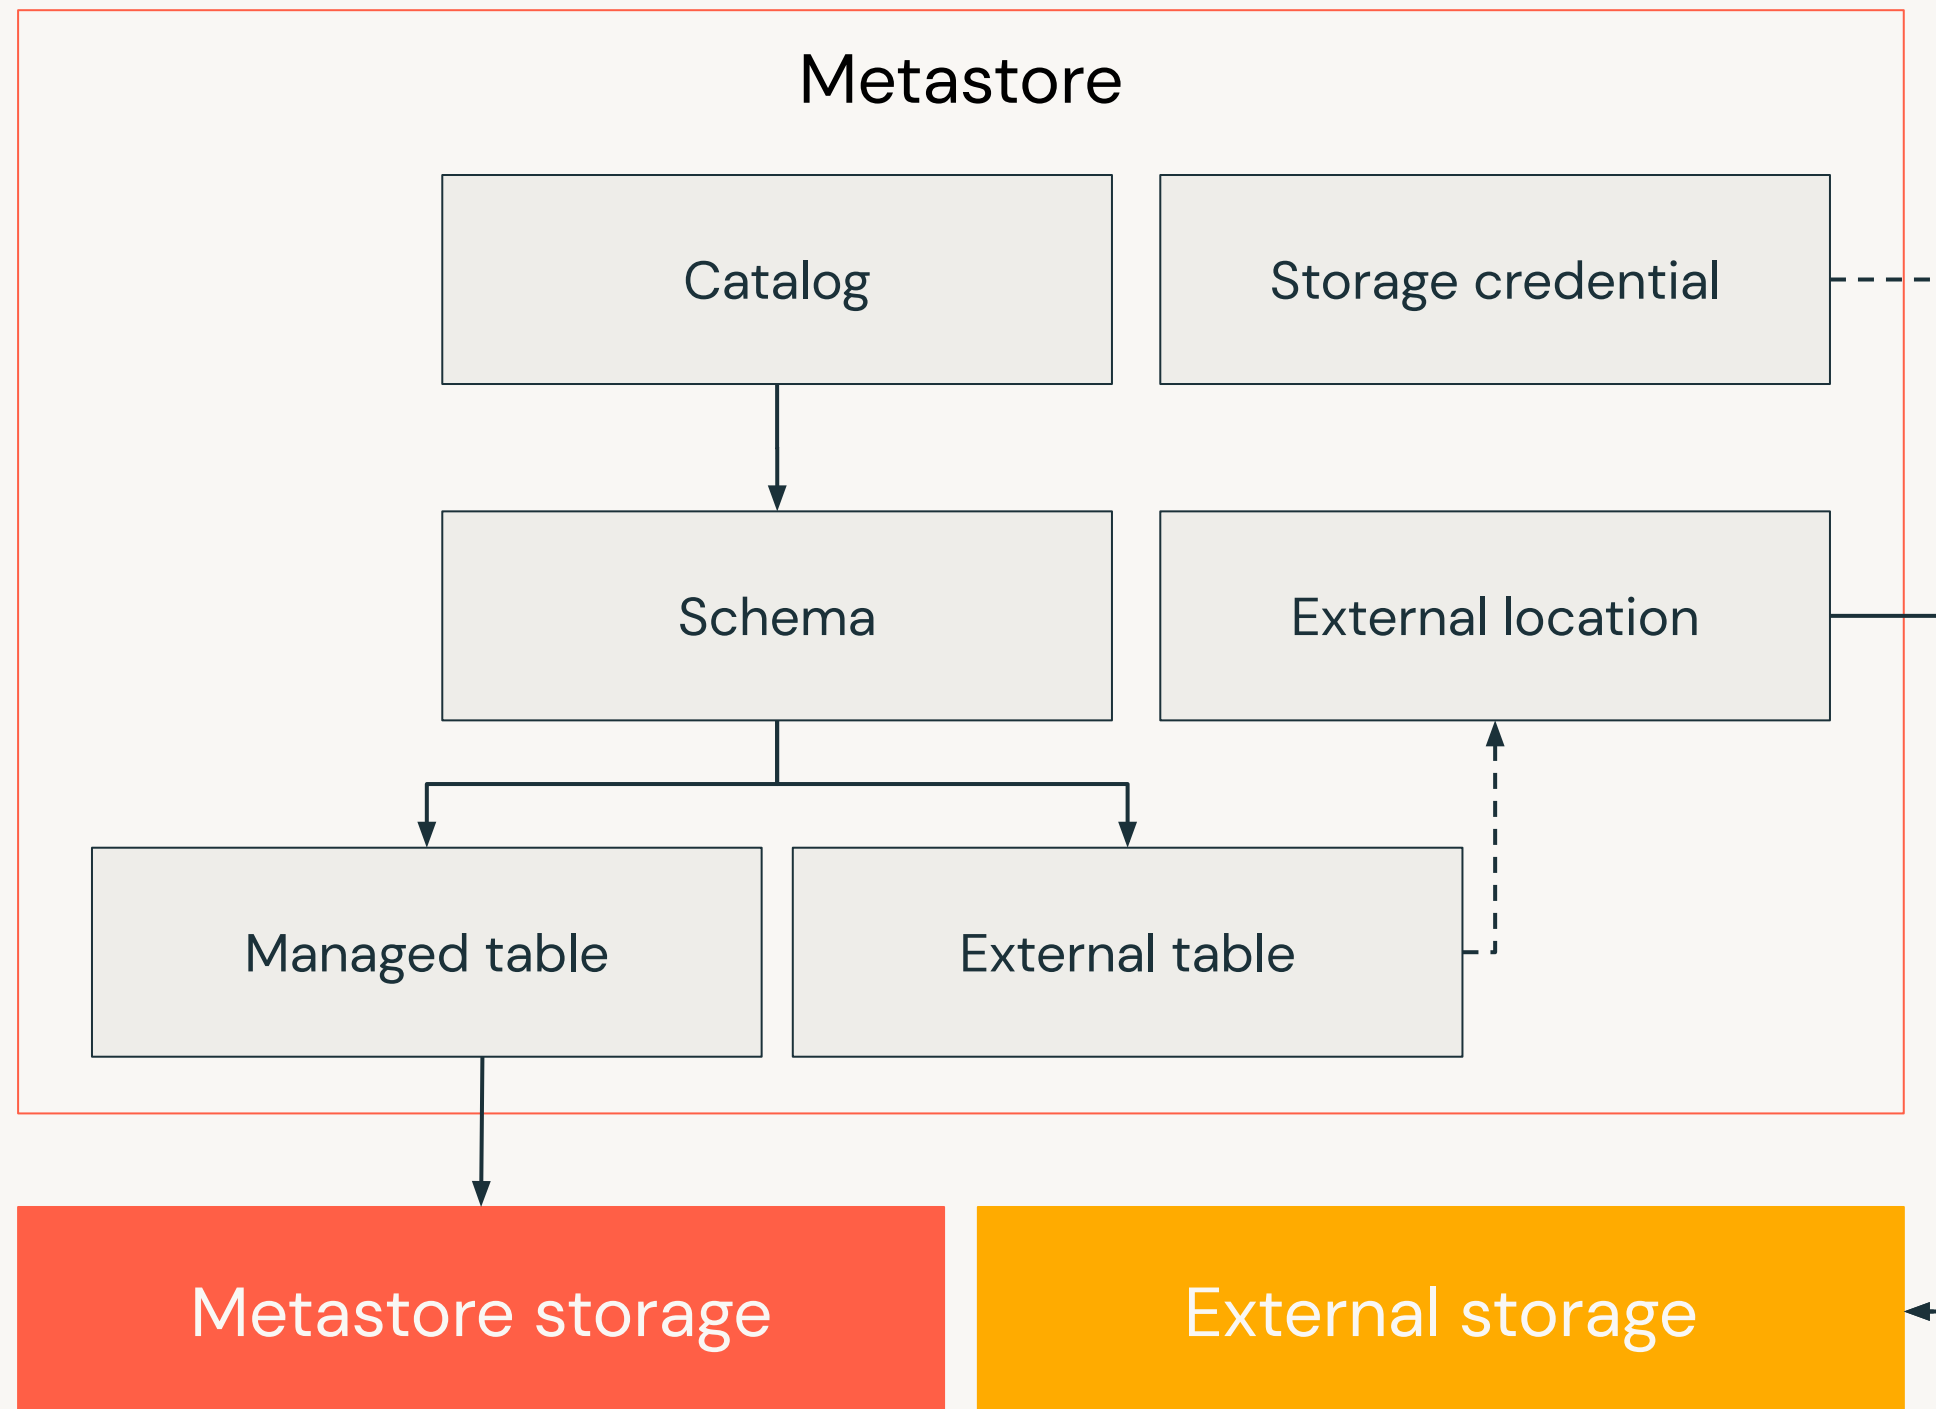 Metastore
Catalog
Storage credential
Schema
External location
Managed table
External table
Metastore storage
External storage